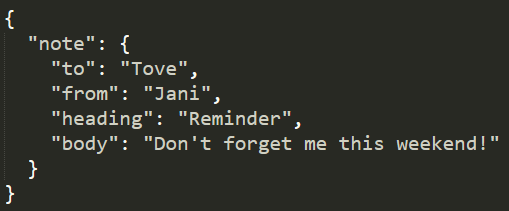 {
  "note": {
    "to": "Tove",
    "from": "Jani",
    "heading": "Reminder",
    "body": "Don't forget me this weekend!"
  }
}